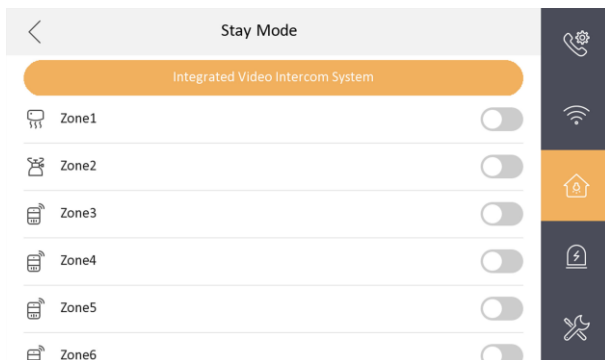 Stay Mode
Integrated Video Intercom System
Zone1
Zone2
Zone3
Zone4
Zone5
Zone6